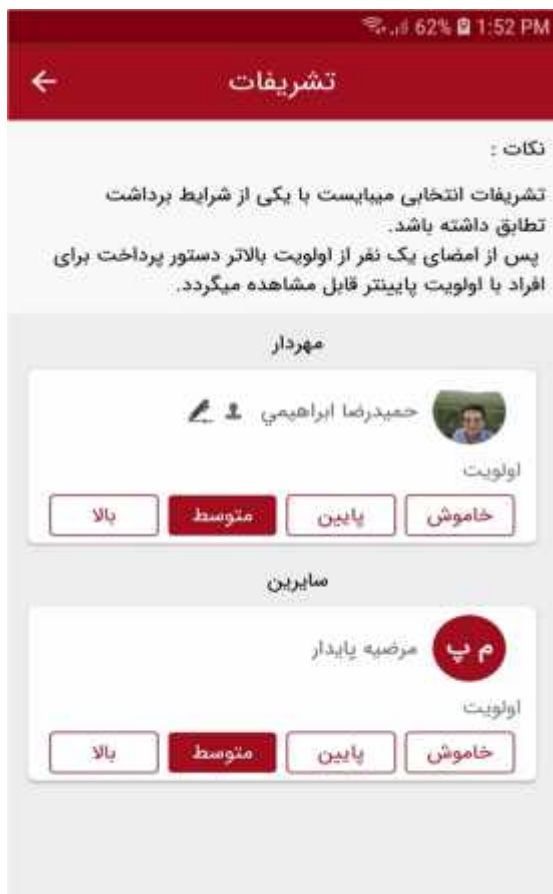 62% 1:52 PM
تشریفات
نکات :
تشریفات انتخابی میبایست با یکی از شرایط برداشت
تطابق داشته باشد.
پس از امضای یک نفر از اولویت بالاتر دستور پرداخت برای
افراد با اولویت پایینتر قابل مشاهده میگردد.
مهردار
حمیدرضا ابراهیمي
اولویت
خاموش پایین متوسط بالا
سایرین
م پ مرضیه پایدار
اولویت
خاموش پایین متوسط بالا